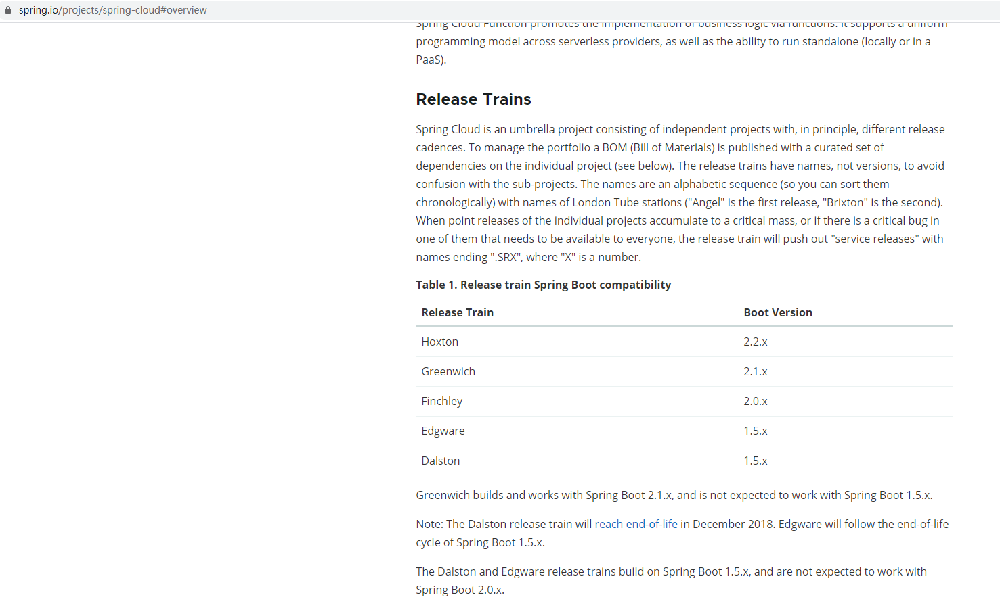 spring.io/projects/spring-cloud#overview
Spring Cloud Function promotes the implementation of business logic via functions. It supports a uniform
programming model across serverless providers, as well as the ability to run standalone (locally or in a
PaaS).
Release Trains
Spring Cloud is an umbrella project consisting of independent projects with, in principle, different release
cadences. To manage the portfolio a BOM (Bill of Materials) is published with a curated set of
dependencies on the individual project (see below). The release trains have names, not versions, to avoid
confusion with the sub-projects. The names are an alphabetic sequence (so you can sort them
chronologically) with names of London Tube stations ("Angel" is the first release, "Brixton" is the second).
When point releases of the individual projects accumulate to a critical mass, or if there is a critical bug in
one of them that needs to be available to everyone, the release train will push out "service releases" with
names ending ".SRX", where "X" is a number.
Table 1. Release train Spring Boot compatibility
Release Train Boot Version
Hoxton 2.2.x
Greenwich 2.1.x
Finchley 2.0.x
Edgware 1.5.x
Dalston 1.5.x
Greenwich builds and works with Spring Boot 2.1.x, and is not expected to work with Spring Boot 1.5.x.
Note: The Dalston release train will reach end-of-life in December 2018. Edgware will follow the end-of-life
cycle of Spring Boot 1.5.x.
The Dalston and Edgware release trains build on Spring Boot 1.5.x, and are not expected to work with
Spring Boot 2.0.x.